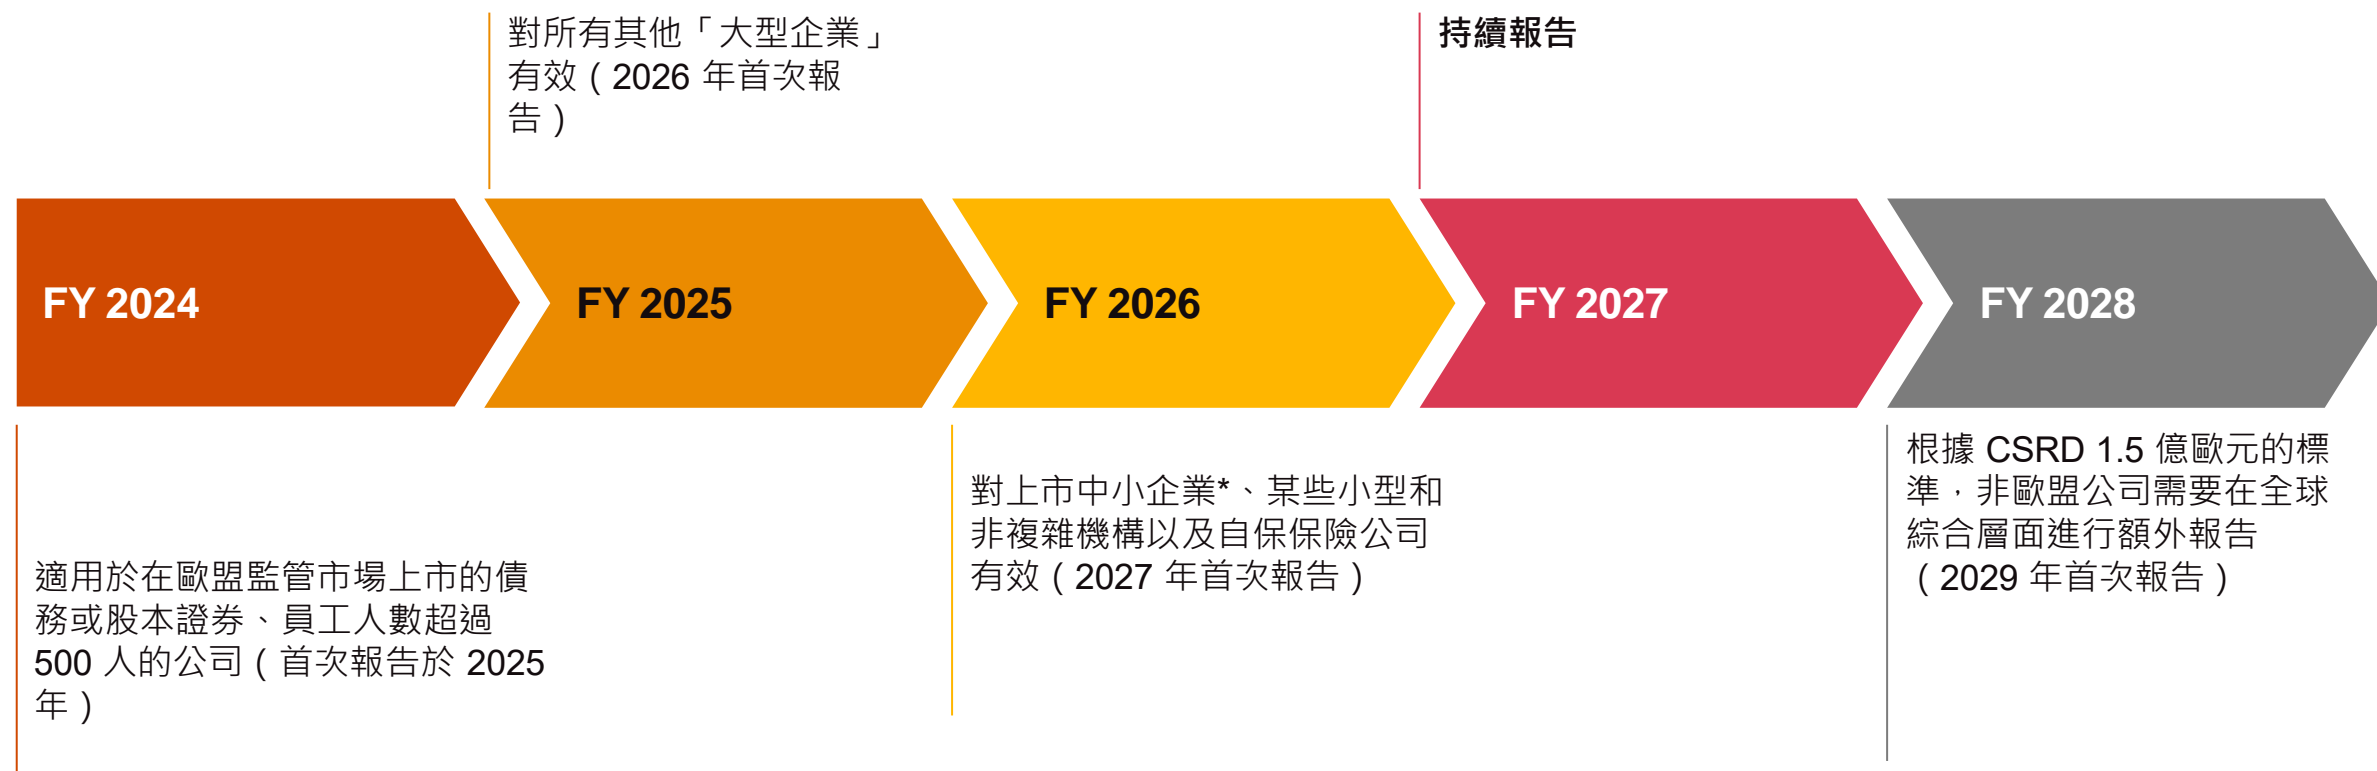 對所有其他「大型企業」
有效（2026 年首次報
告）
持續報告
FY 2024
FY 2025
FY 2026
FY 2027
FY 2028
適用於在歐盟監管市場上市的債
務或股本證券、員工人數超過
500 人的公司（首次報告於 2025
年）
對上市中小企業*、某些小型和
非複雜機構以及自保保險公司
有效（2027 年首次報告）
根據 CSRD 1.5 億歐元的標
準，非歐盟公司需要在全球
綜合層面進行額外報告
（2029 年首次報告）